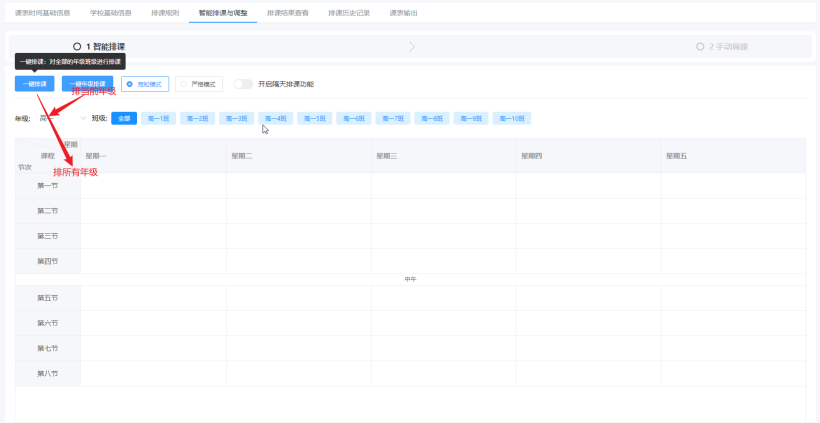 课表时间基础信息 学校基础信息 排课规则 智能排课与调整 排课结果查看 排课历史记录 课表输出
1 智能排课 2 手动调课
一键排课：对全部的年级班级进行排课
一键排课 一键年级排课 宽松模式 严格模式 开启隔天排课功能
排当前年级
年级: 高一 班级: 全部 高一1班 高一2班 高一3班 高一4班 高一5班 高一6班 高一7班 高一8班 高一9班 高一10班
星期
课程 星期一 星期二 星期三 星期四 星期五
节次
排所有年级
第一节
第二节
第三节
第四节
中午
第五节
第六节
第七节
第八节